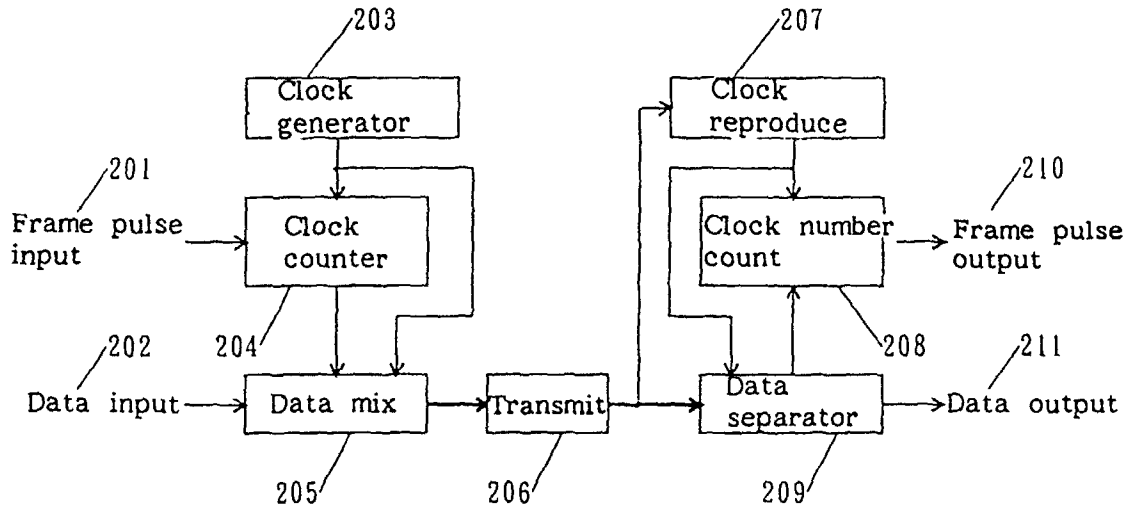 203
207
Clock
generator
Clock
reproduce
201
210
Frame pulse
input
Clock
counter
Clock number
count
Frame pulse
output
202
204
208
211
Data input
Data mix
Transmit
Data
separator
Data output
205
206
209